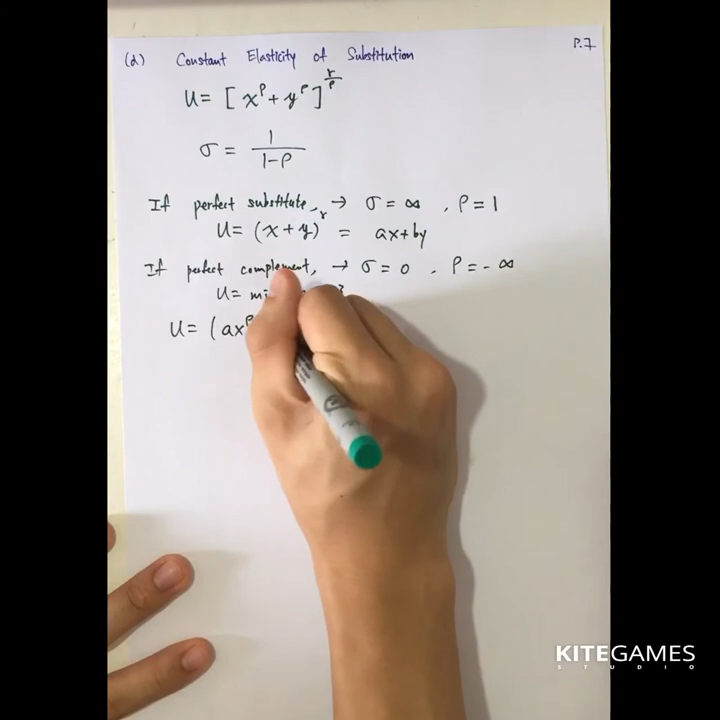 P.7
(d) Constant Elasticity of Substitution
U = [ x^ρ + y^ρ ]^{r/ρ}
σ = 1/(1-ρ)
If perfect substitute, → σ = ∞ , ρ = 1
U = (x + y)^r = ax+by
If perfect complement, → σ = 0 , ρ = - ∞
U =
U = (ax^ρ
KITEGAMES
STUDIO